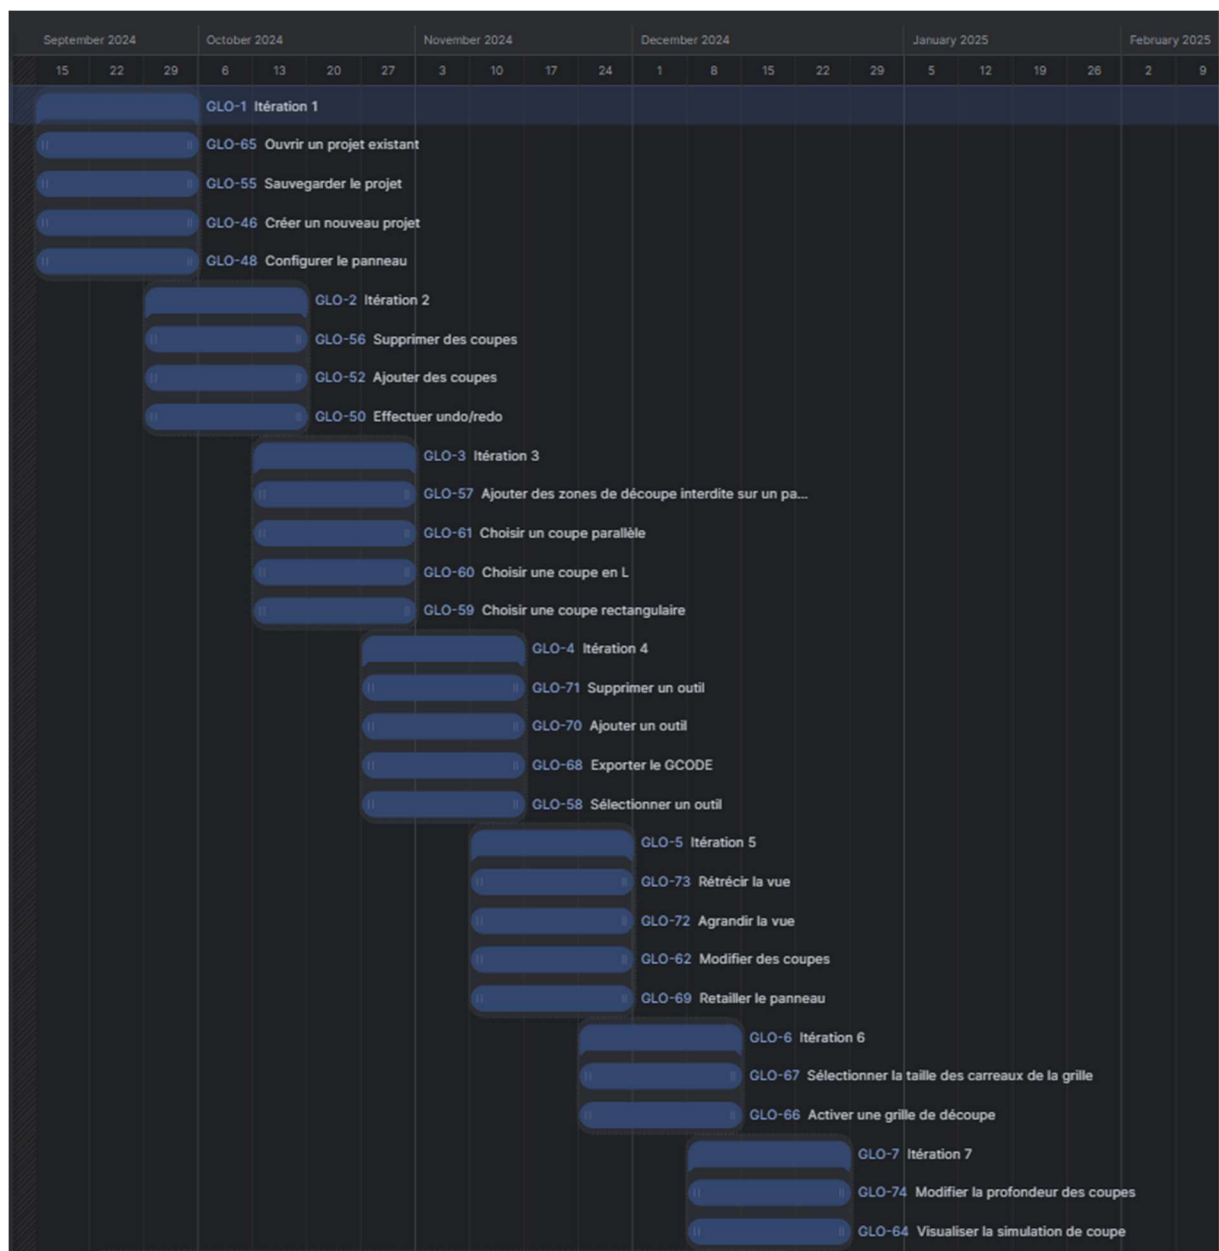 September 2024 October 2024 November 2024 December 2024 January 2025 February 2025
15 22 29 6 13 20 27 3 10 17 24 1 8 15 22 29 5 12 19 26 2 9
GLO-1 Itération 1
GLO-65 Ouvrir un projet existant
GLO-55 Sauvegarder le projet
GLO-46 Créer un nouveau projet
GLO-48 Configurer le panneau
GLO-2 Itération 2
GLO-56 Supprimer des coupes
GLO-52 Ajouter des coupes
GLO-50 Effectuer undo/redo
GLO-3 Itération 3
GLO-57 Ajouter des zones de découpe interdite sur un pa...
GLO-61 Choisir un coupe parallèle
GLO-60 Choisir une coupe en L
GLO-59 Choisir une coupe rectangulaire
GLO-4 Itération 4
GLO-71 Supprimer un outil
GLO-70 Ajouter un outil
GLO-68 Exporter le GCODE
GLO-58 Sélectionner un outil
GLO-5 Itération 5
GLO-73 Rétrécir la vue
GLO-72 Agrandir la vue
GLO-62 Modifier des coupes
GLO-69 Retailler le panneau
GLO-6 Itération 6
GLO-67 Sélectionner la taille des carreaux de la grille
GLO-66 Activer une grille de découpe
GLO-7 Itération 7
GLO-74 Modifier la profondeur des coupes
GLO-64 Visualiser la simulation de coupe